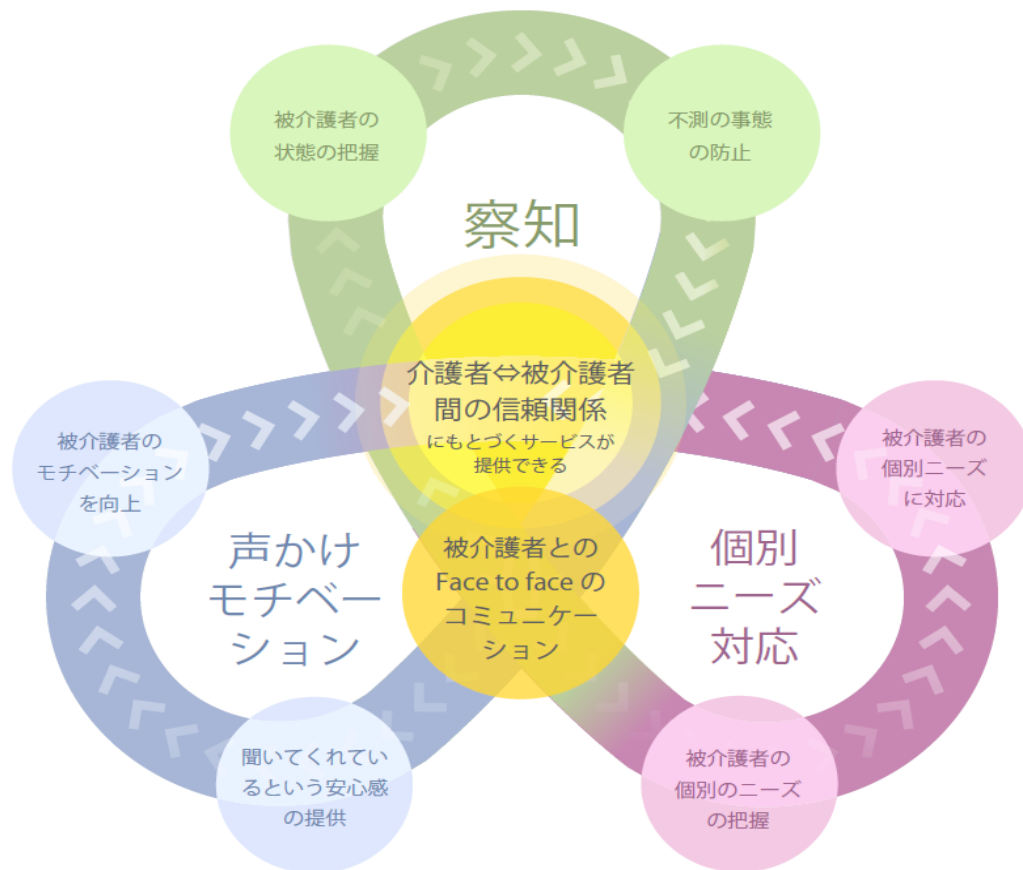 被介護者の
状態の把握
不測の事態
の防止
察知
介護者⇔被介護者
間の信頼関係
にもとづくサービスが
提供できる
被介護者の
モチベーション
を向上
被介護者の
個別ニーズ
に対応
声かけ
モチベー
ション
被介護者との
Face to face の
コミュニケー
ション
個別
ニーズ
対応
聞いてくれてい
るという安心感
の提供
被介護者の
個別のニーズ
の把握